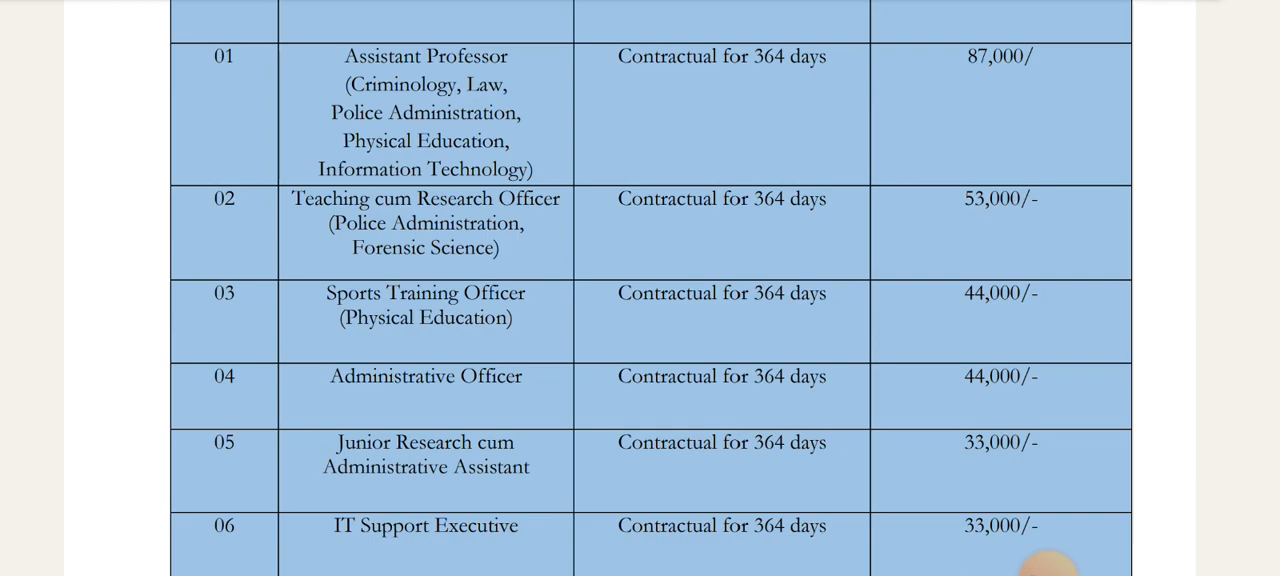 01 Assistant Professor Contractual for 364 days 87,000/
(Criminology, Law,
Police Administration,
Physical Education,
Information Technology)
02 Teaching cum Research Officer Contractual for 364 days 53,000/-
(Police Administration,
Forensic Science)
03 Sports Training Officer Contractual for 364 days 44,000/-
(Physical Education)
04 Administrative Officer Contractual for 364 days 44,000/-
05 Junior Research cum Contractual for 364 days 33,000/-
Administrative Assistant
06 IT Support Executive Contractual for 364 days 33,000/-